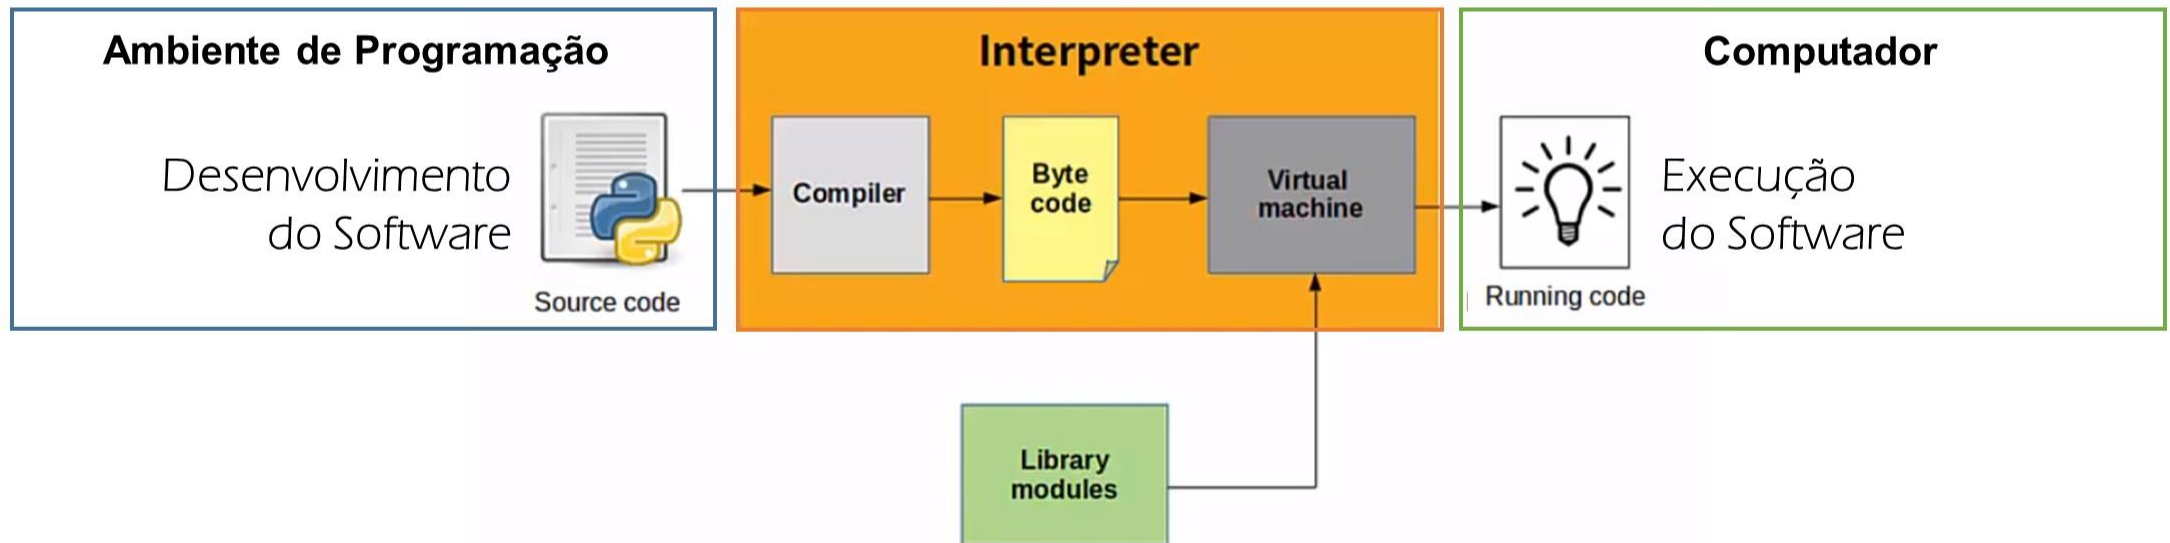 Ambiente de Programação
Desenvolvimento
do Software
Source code
Interpreter
Compiler
Byte
code
Virtual
machine
Computador
Execução
do Software
Running code
Library
modules